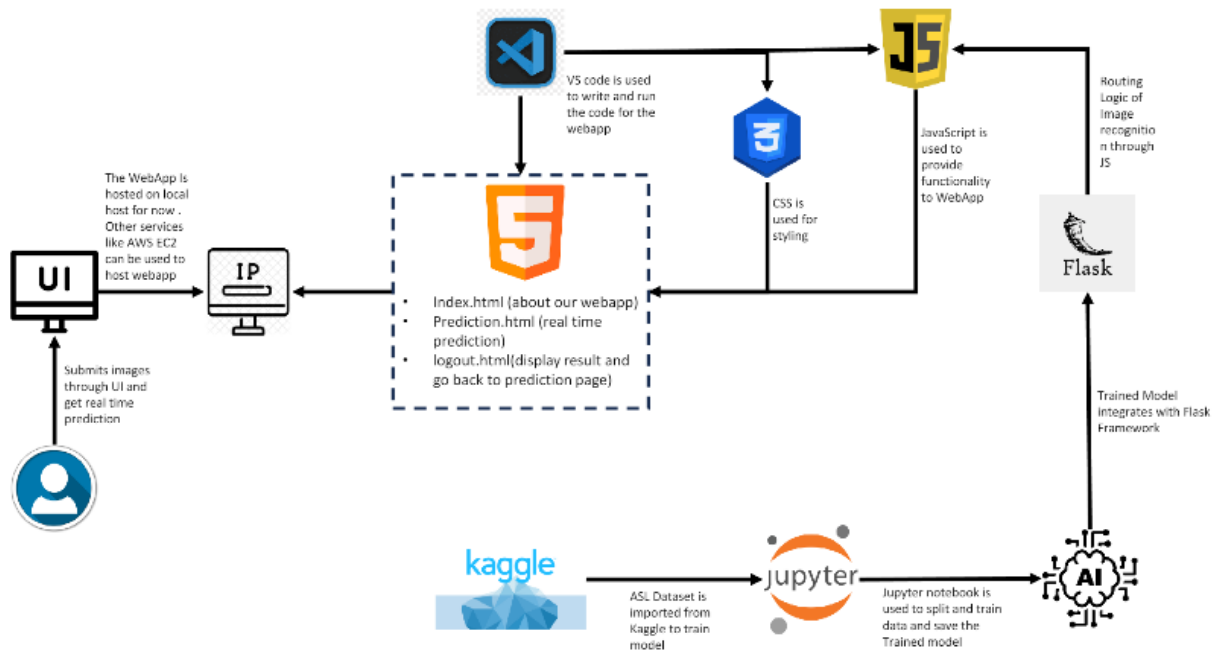 VS code is used
to write and run
the code for the
webapp
JS
Routing
Logic of
Image
recognitio
n through
JS
JavaScript is
used to
provide
functionality
to WebApp
3
CSS is
used for
styling
The WebApp Is
hosted on local
host for now .
Other services
like AWS EC2
can be used to
host webapp
UI
IP
5
• Index.html (about our webapp)
• Prediction.html (real time
prediction)
• logout.html(display result and
go back to prediction page)
Flask
Submits images
through UI and
get real time
prediction
Trained Model
integrates with Flask
Framework
kaggle
ASL Dataset is
imported from
Kaggle to train
model
jupyter
Jupyter notebook is
used to split and train
data and save the
Trained model
AI